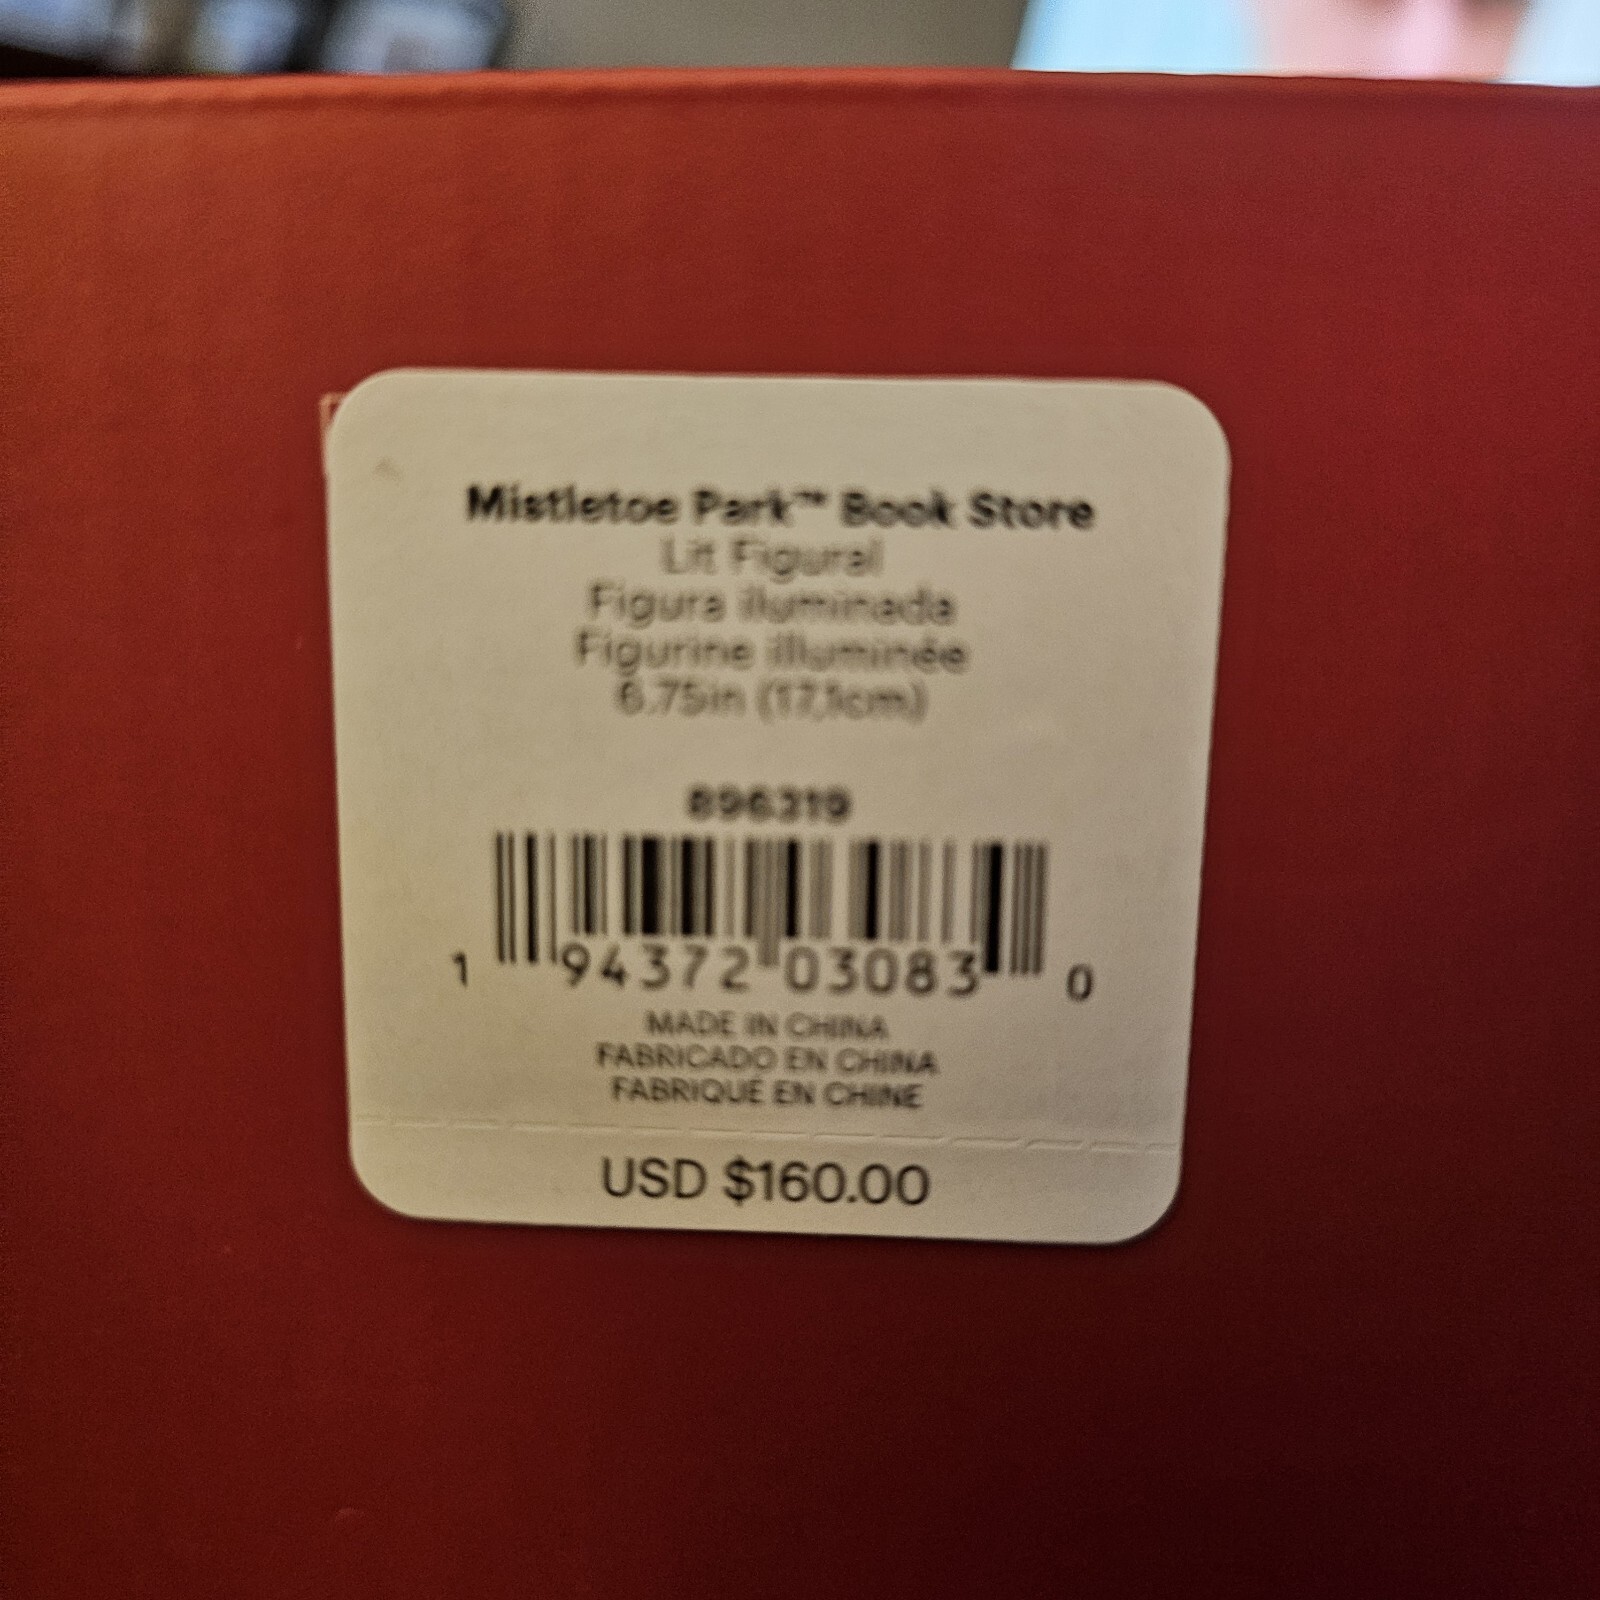 Mistletoe Park™ Book Store
Lit Figural
Figura iluminada
Figurine illuminée
6.75in (17,1cm)
896319
1 94372 03083 0
MADE IN CHINA
FABRICADO EN CHINA
FABRIQUÉ EN CHINE
USD $160.00